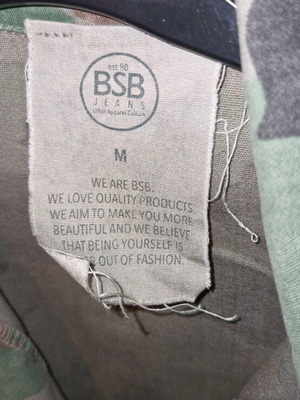 est 80
BSB
JEANS
Urban Apparel Culture
M
WE ARE BSB.
WE LOVE QUALITY PRODUCTS.
WE AIM TO MAKE YOU MORE
BEAUTIFUL AND WE BELIEVE
THAT BEING YOURSELF IS
OUT OF FASHION.